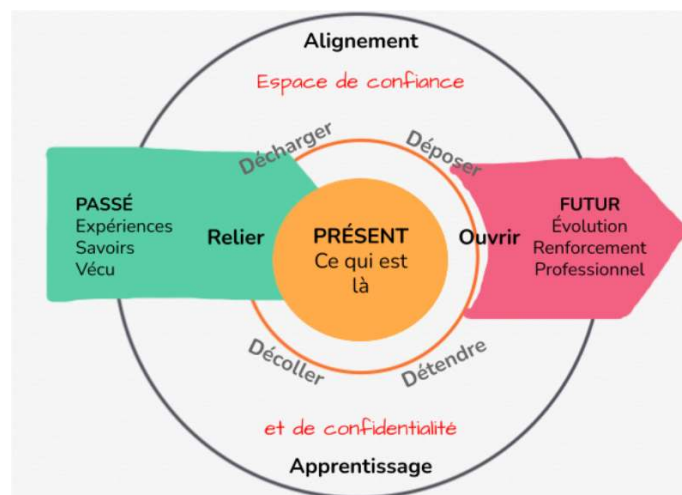 Alignement
Espace de confiance
Décharger
Déposer
PASSÉ
Expériences
Savoirs
Vécu
Relier
PRÉSENT
Ce qui est
là
Ouvrir
FUTUR
Évolution
Renforcement
Professionnel
Décoller
Détendre
et de confidentialité
Apprentissage